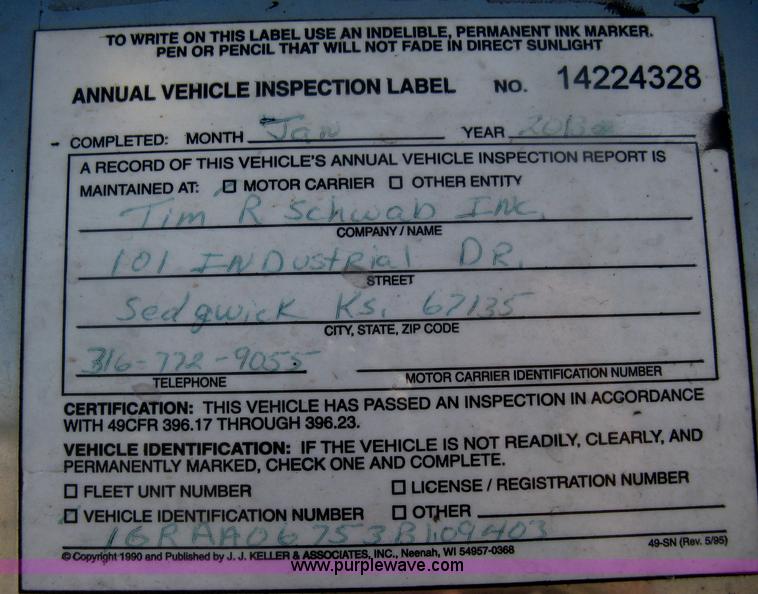 TO WRITE ON THIS LABEL USE AN INDELIBLE, PERMANENT INK MARKER.
PEN OR PENCIL THAT WILL NOT FADE IN DIRECT SUNLIGHT
ANNUAL VEHICLE INSPECTION LABEL NO. 14224328
COMPLETED: MONTH Jan YEAR 2013
A RECORD OF THIS VEHICLE'S ANNUAL VEHICLE INSPECTION REPORT IS
MAINTAINED AT: ☑ MOTOR CARRIER ☐ OTHER ENTITY
Tim R Schwab Inc.
COMPANY / NAME
101 INDustRial DR.
STREET
Sedgwick Ks. 67135
CITY, STATE, ZIP CODE
316-772-9055
TELEPHONE MOTOR CARRIER IDENTIFICATION NUMBER
CERTIFICATION: THIS VEHICLE HAS PASSED AN INSPECTION IN ACCORDANCE
WITH 49CFR 396.17 THROUGH 396.23.
VEHICLE IDENTIFICATION: IF THE VEHICLE IS NOT READILY, CLEARLY, AND
PERMANENTLY MARKED, CHECK ONE AND COMPLETE.
☐ FLEET UNIT NUMBER ☐ LICENSE / REGISTRATION NUMBER
☐ VEHICLE IDENTIFICATION NUMBER ☐ OTHER
1GRAA06753B109403
© Copyright 1990 and Published by J. J. KELLER & ASSOCIATES, INC., Neenah, WI 54957-0368 49-SN (Rev. 5/95)
www.purplewave.com